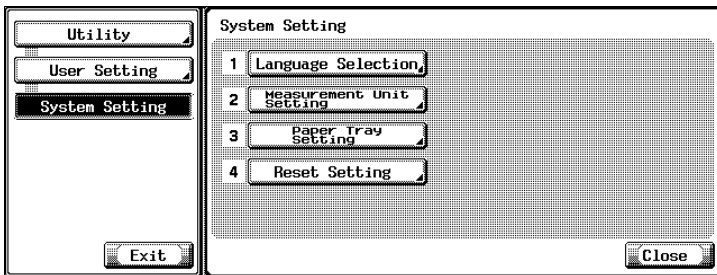 Utility
User Setting
System Setting
Exit
System Setting
1 Language Selection
2 Measurement Unit
Setting
3 Paper Tray
Setting
4 Reset Setting
Close